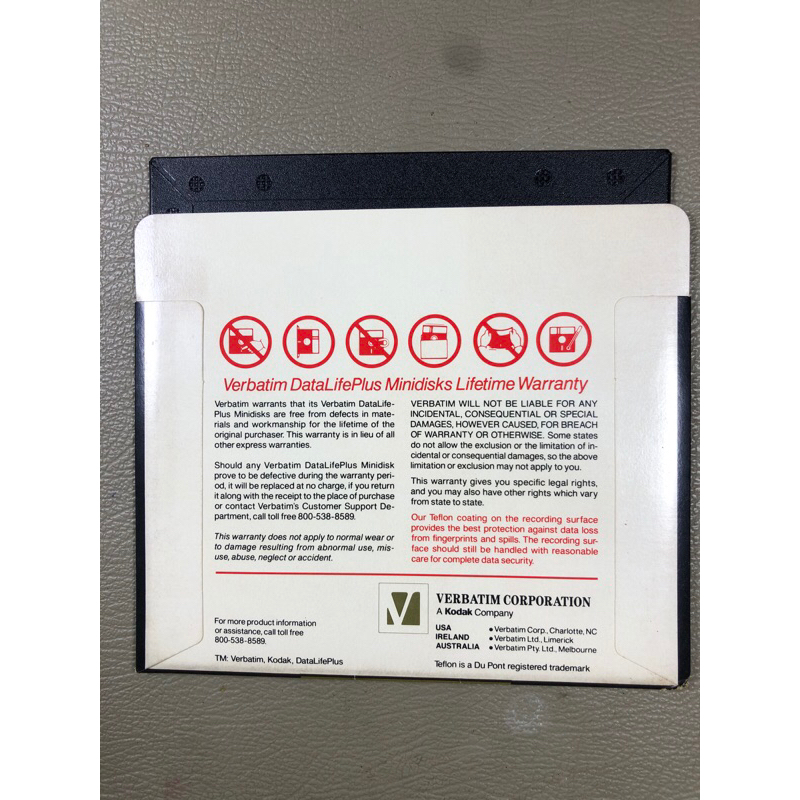 Verbatim DataLifePlus Minidisks Lifetime Warranty
Verbatim warrants that its Verbatim DataLife-
Plus Minidisks are free from defects in mate-
rials and workmanship for the lifetime of the
original purchaser. This warranty is in lieu of all
other express warranties.
Should any Verbatim DataLifePlus Minidisk
prove to be defective during the warranty peri-
od, it will be replaced at no charge, if you return
it along with the receipt to the place of purchase
or contact Verbatim's Customer Support De-
partment, call toll free 800-538-8589.
This warranty does not apply to normal wear or
to damage resulting from abnormal use, mis-
use, abuse, neglect or accident.
VERBATIM WILL NOT BE LIABLE FOR ANY
INCIDENTAL, CONSEQUENTIAL OR SPECIAL
DAMAGES, HOWEVER CAUSED, FOR BREACH
OF WARRANTY OR OTHERWISE. Some states
do not allow the exclusion or the limitation of in-
cidental or consequential damages, so the above
limitation or exclusion may not apply to you.
This warranty gives you specific legal rights,
and you may also have other rights which vary
from state to state.
Our Teflon coating on the recording surface
provides the best protection against data loss
from fingerprints and spills. The recording sur-
face should still be handled with reasonable
care for complete data security.
For more product information
or assistance, call toll free
800-538-8589.
TM: Verbatim, Kodak, DataLifePlus
V
VERBATIM CORPORATION
A Kodak Company
USA • Verbatim Corp., Charlotte, NC
IRELAND • Verbatim Ltd., Limerick
AUSTRALIA • Verbatim Pty. Ltd., Melbourne
Teflon is a Du Pont registered trademark